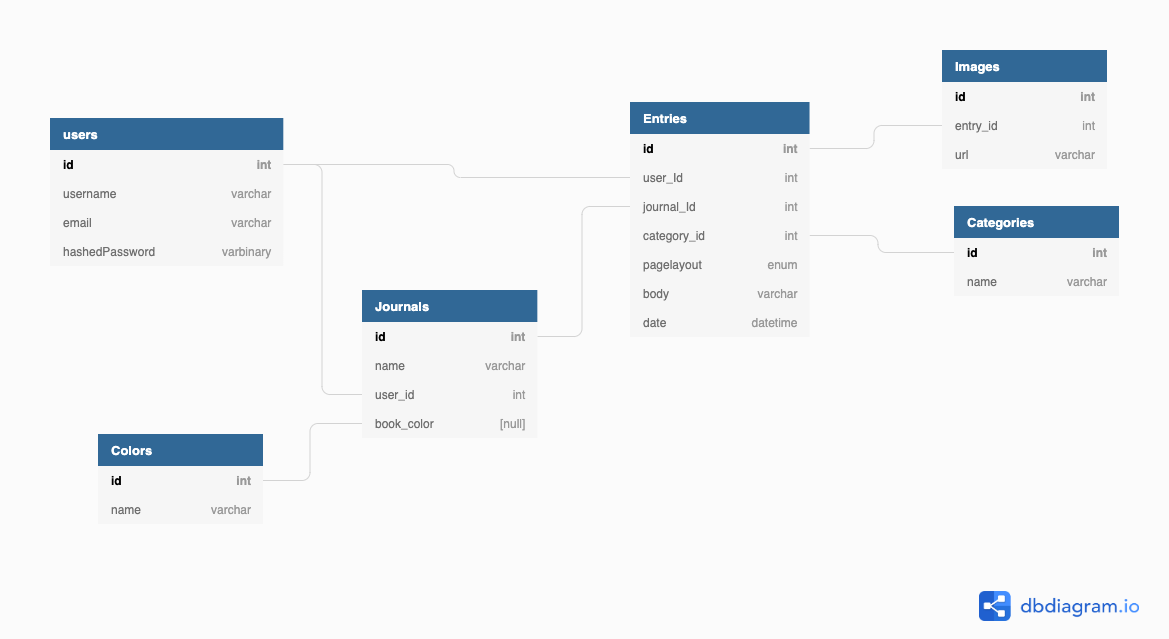 users
id int
username varchar
email varchar
hashedPassword varbinary
Colors
id int
name varchar
Journals
id int
name varchar
user_id int
book_color [null]
Entries
id int
user_Id int
journal_Id int
category_id int
pagelayout enum
body varchar
date datetime
Images
id int
entry_id int
url varchar
Categories
id int
name varchar
dbdiagram.io